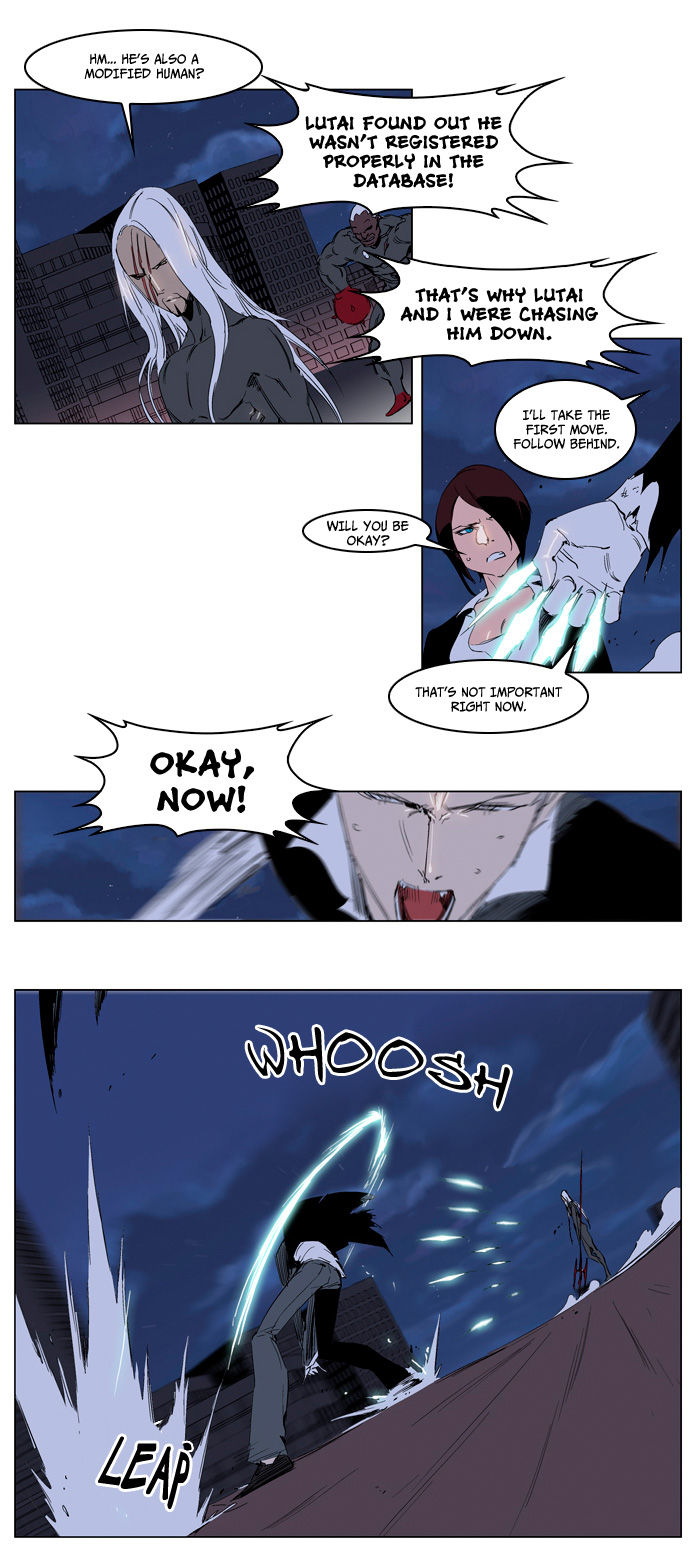 HM... HE'S ALSO A
MODIFIED HUMAN?
LUTAI FOUND OUT HE
WASN'T REGISTERED
PROPERLY IN THE
DATABASE!
THAT'S WHY LUTAI
AND I WERE CHASING
HIM DOWN.
I'LL TAKE THE
FIRST MOVE.
FOLLOW BEHIND.
WILL YOU BE
OKAY?
THAT'S NOT IMPORTANT
RIGHT NOW.
OKAY,
NOW!
WHOOSH
LEAP